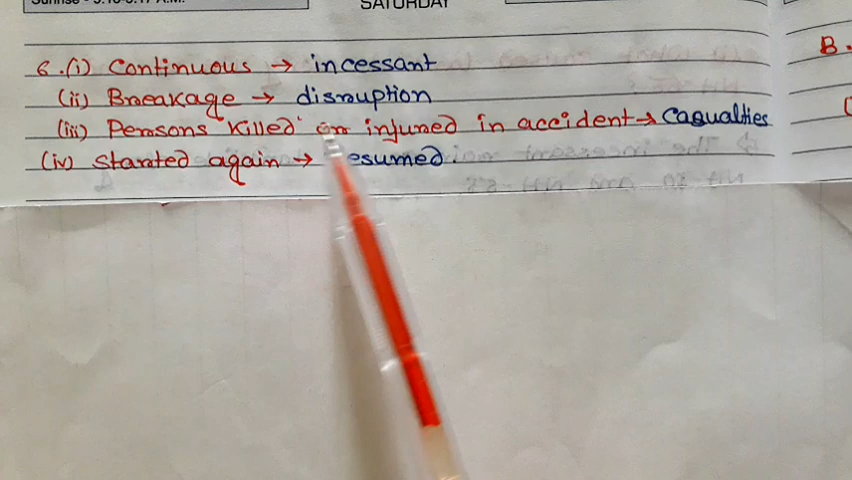 SATURDAY
6.(i) Continuous → incessant
(ii) Breakage → disruption
(iii) Persons killed or injured in accident → Casualties
(iv) Started again → resumed.
B.